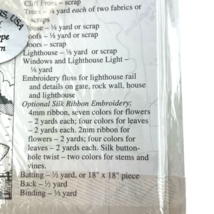 ES, USA
Cliff Front – scrap
Trees – ⅛ yard each of two fabrics or
scraps
House – ⅛ yard or scrap
Roofs – ⅛ yard or scrap
Doors – scrap
Lighthouse – ⅛ yard or scrap
Windows and Lighthouse Light –
⅛ yard
Embroidery floss for lighthouse rail
and details on gate, rock wall, house
and lighthouse
Optional Silk Ribbon Embroidery:
4mm ribbon, seven colors for flowers
– 2 yards each; four colors for leaves
– 2 yards each. 2mm ribbon for
flowers – 2 yards; four colors for
leaves – 2 yards each. Silk button-
hole twist – two colors for stems and
vines.
Batting – ½ yard, or 18" x 18" piece
Back – ½ yard
Binding – ⅓ yard